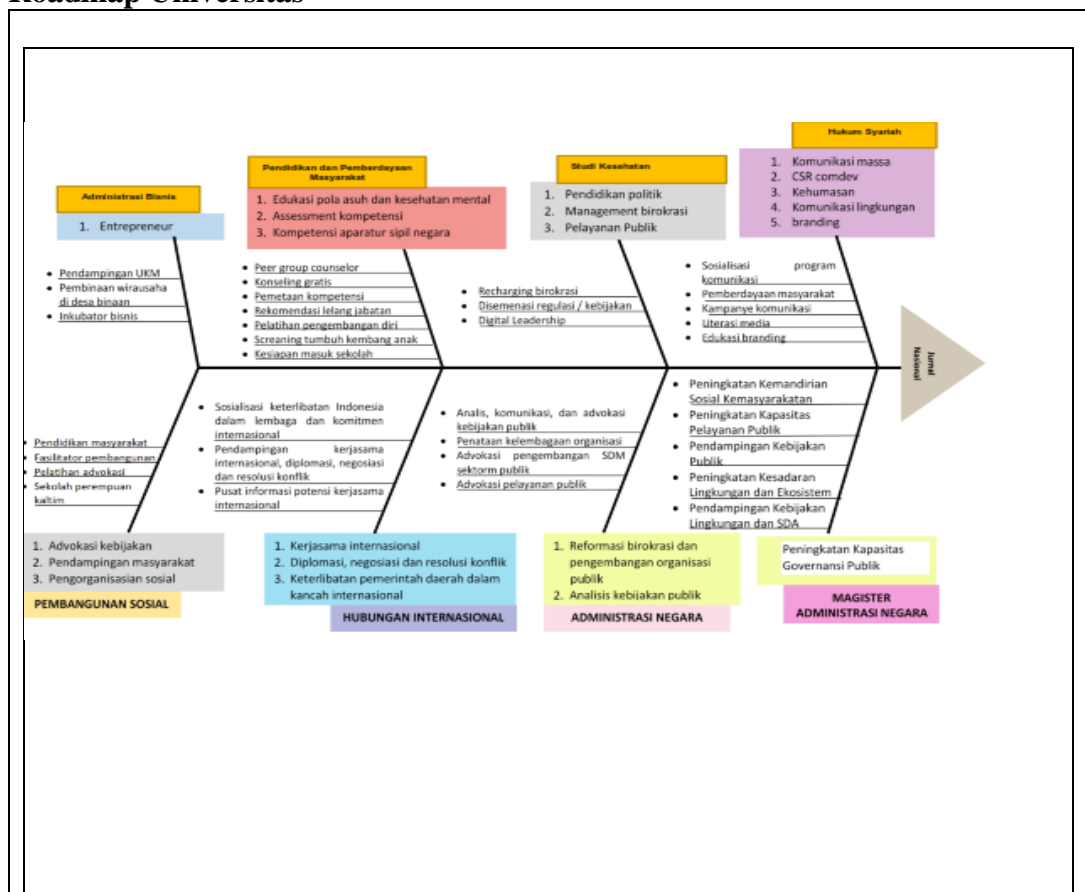 Roadmap Universitas
Hukum Syariah
1. Komunikasi massa
2. CSR comdev
3. Kehumasan
4. Komunikasi lingkungan
5. branding
Pendidikan dan Pemberdayaan
Masyarakat
1. Edukasi pola asuh dan kesehatan mental
2. Assessment kompetensi
3. Kompetensi aparatur sipil negara
Studi Kesehatan
1. Pendidikan politik
2. Management birokrasi
3. Pelayanan Publik
Administrasi Bisnis
1. Entrepreneur
• Pendampingan UKM
• Pembinaan wirausaha
di desa binaan
• Inkubator bisnis
• Peer group counselor
• Konseling gratis
• Pemetaan kompetensi
• Rekomendasi lelang jabatan
• Pelatihan pengembangan diri
• Screaning tumbuh kembang anak
• Kesiapan masuk sekolah
• Recharging birokrasi
• Disemenasi regulasi / kebijakan
• Digital Leadership
• Sosialisasi program
komunikasi
• Pemberdayaan masyarakat
• Kampanye komunikasi
• Literasi media
• Edukasi branding
Jurnal
Nasional
• Pendidikan masyarakat
• Fasilitator pembangunan
• Pelatihan advokasi
• Sekolah perempuan
kaltim
• Sosialisasi keterlibatan Indonesia
dalam lembaga dan komitmen
internasional
• Pendampingan kerjasama
internasional, diplomasi, negosiasi
dan resolusi konflik
• Pusat informasi potensi kerjasama
internasional
• Analis, komunikasi, dan advokasi
kebijakan publik
• Penataan kelembagaan organisasi
• Advokasi pengembangan SDM
sektorm publik
• Advokasi pelayanan publik
• Peningkatan Kemandirian
Sosial Kemasyarakatan
• Peningkatan Kapasitas
Pelayanan Publik
• Pendampingan Kebijakan
Publik
• Peningkatan Kesadaran
Lingkungan dan Ekosistem
• Pendampingan Kebijakan
Lingkungan dan SDA
1. Advokasi kebijakan
2. Pendampingan masyarakat
3. Pengorganisasian sosial
PEMBANGUNAN SOSIAL
1. Kerjasama internasional
2. Diplomasi, negosiasi dan resolusi konflik
3. Keterlibatan pemerintah daerah dalam
kancah internasional
HUBUNGAN INTERNASIONAL
1. Reformasi birokrasi dan
pengembangan organisasi
publik
2. Analisis kebijakan publik
ADMINISTRASI NEGARA
Peningkatan Kapasitas
Governansi Publik
MAGISTER
ADMINISTRASI NEGARA